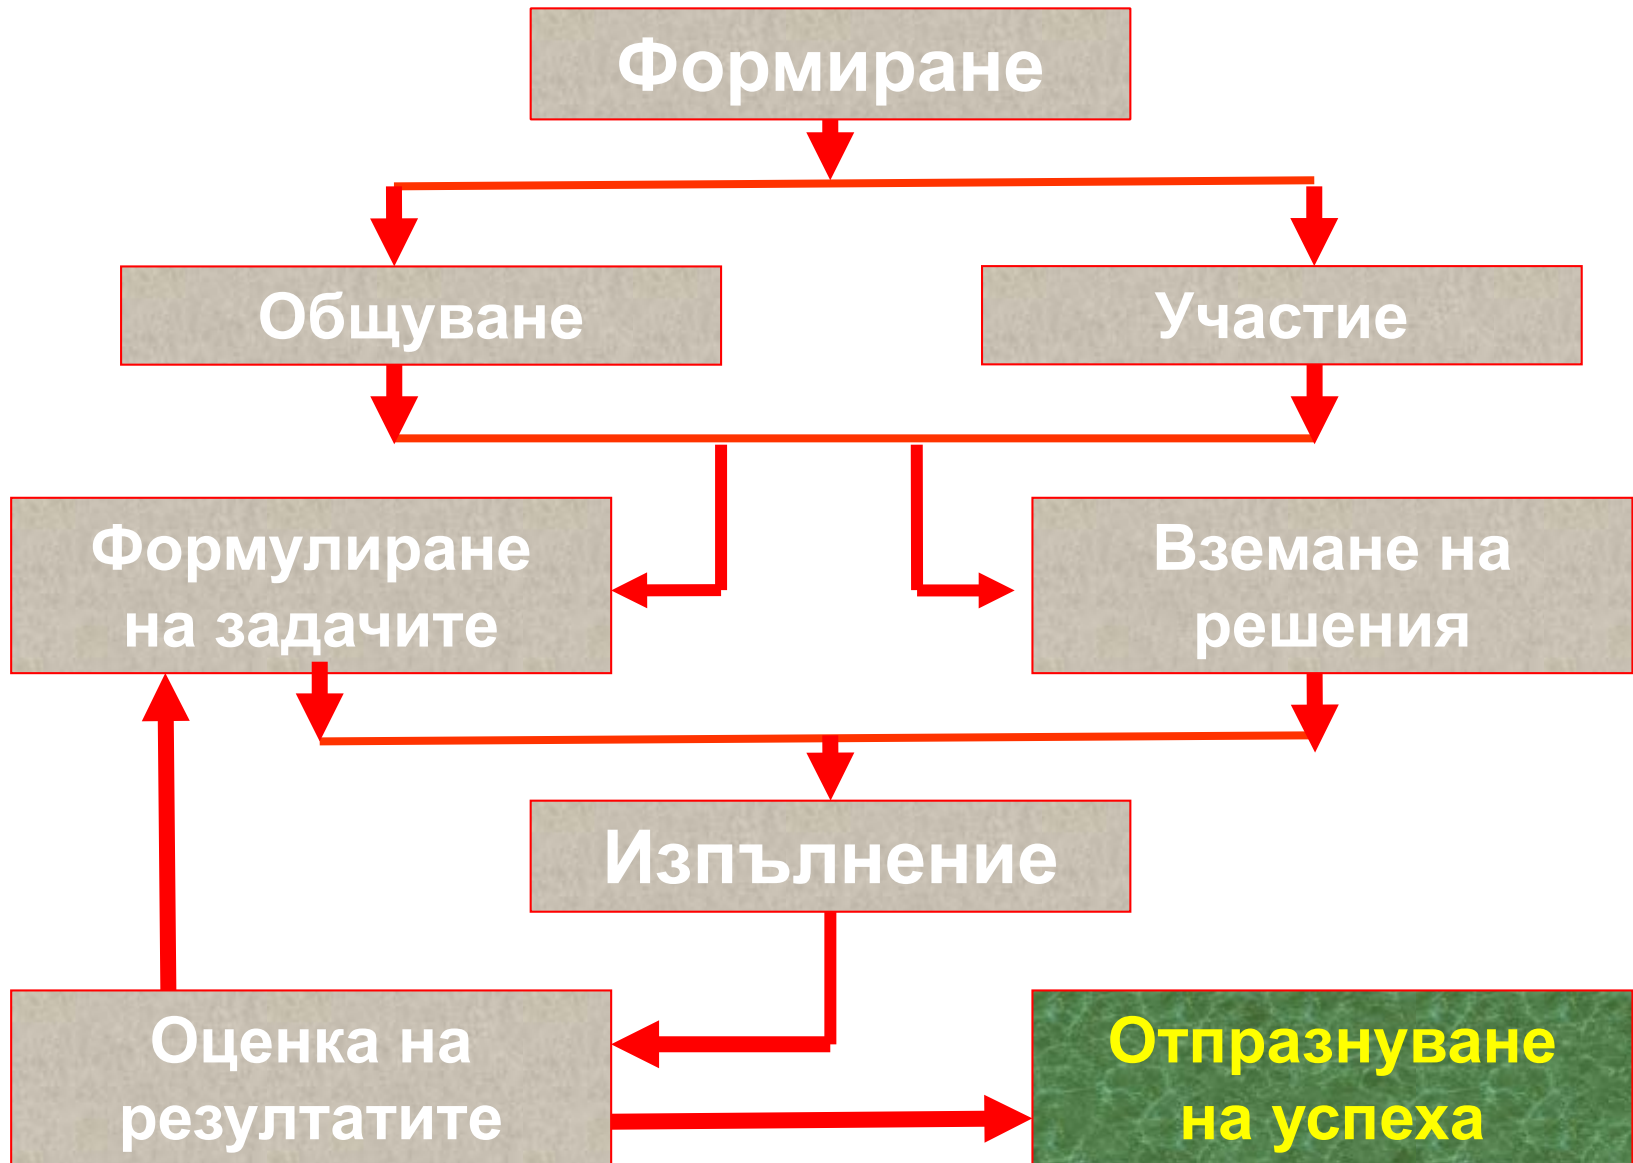 Формиране
Общуване
Участие
Формулиране
на задачите
Вземане на
решения
Изпълнение
Оценка на
резултатите
Отпразнуване
на успеха